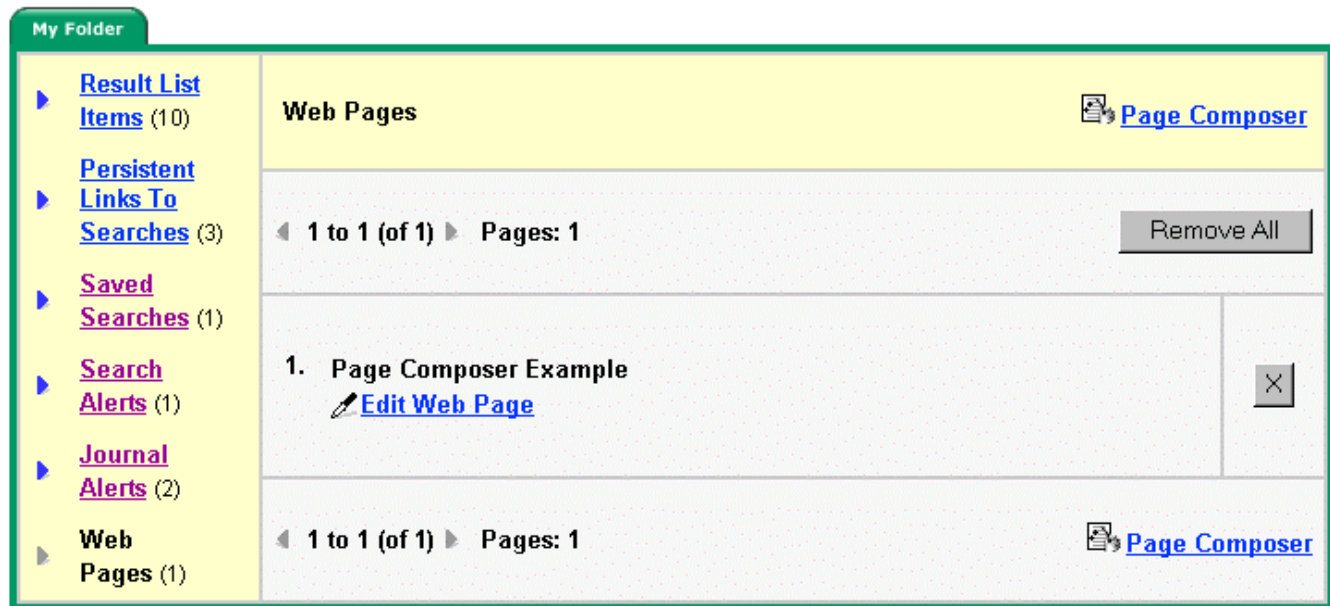 My Folder
Result List
Items (10)
Persistent
Links To
Searches (3)
Saved
Searches (1)
Search
Alerts (1)
Journal
Alerts (2)
Web
Pages (1)
Web Pages
Page Composer
1 to 1 (of 1) Pages: 1
Remove All
1. Page Composer Example
Edit Web Page
X
1 to 1 (of 1) Pages: 1
Page Composer